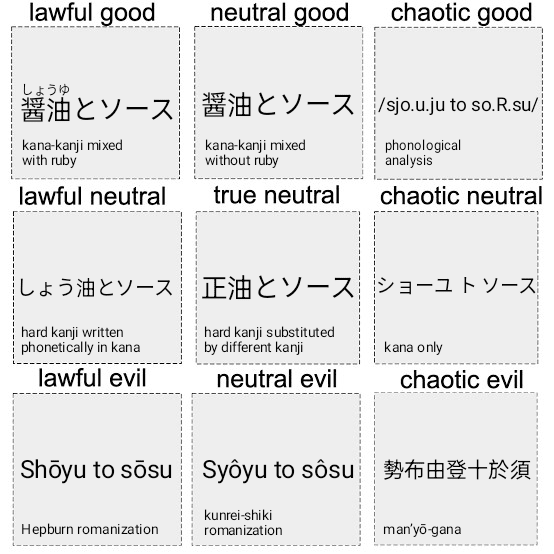 lawful good
neutral good
chaotic good
しょうゆ
醤油とソース
kana-kanji mixed
with ruby
醤油とソース
kana-kanji mixed
without ruby
/sjo.u.ju to so.R.su/
phonological
analysis
lawful neutral
true neutral
chaotic neutral
しょう油とソース
hard kanji written
phonetically in kana
正油とソース
hard kanji substituted
by different kanji
ショーユ ト ソース
kana only
lawful evil
neutral evil
chaotic evil
Shōyu to sōsu
Hepburn romanization
Syôyu to sôsu
kunrei-shiki
romanization
勢布由登十於須
man'yō-gana